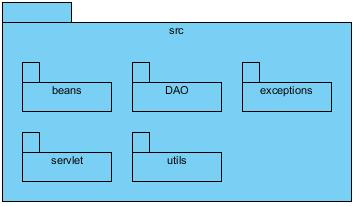 src
beans
DAO
exceptions
servlet
utils